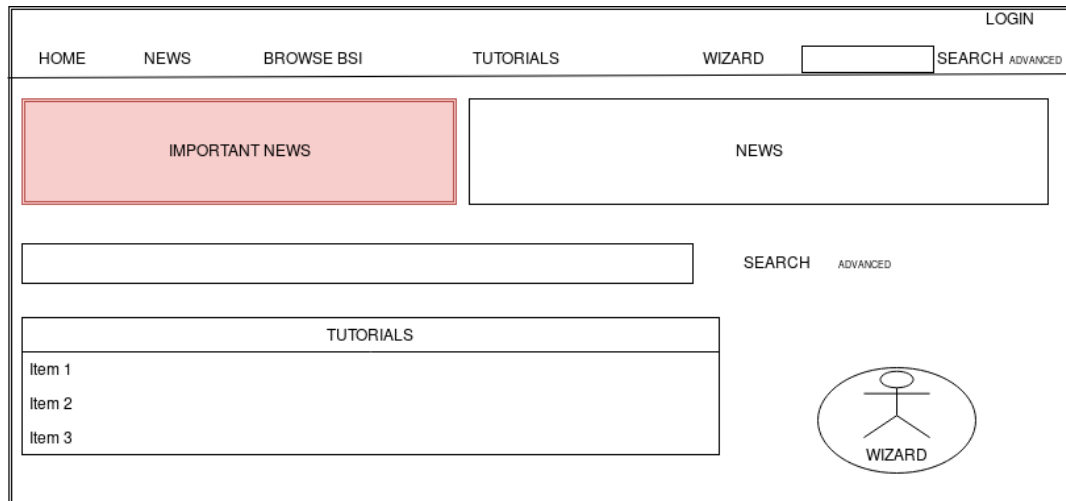 LOGIN
HOME NEWS BROWSE BSI TUTORIALS WIZARD SEARCH ADVANCED
IMPORTANT NEWS NEWS
SEARCH ADVANCED
TUTORIALS
Item 1
Item 2
Item 3
WIZARD